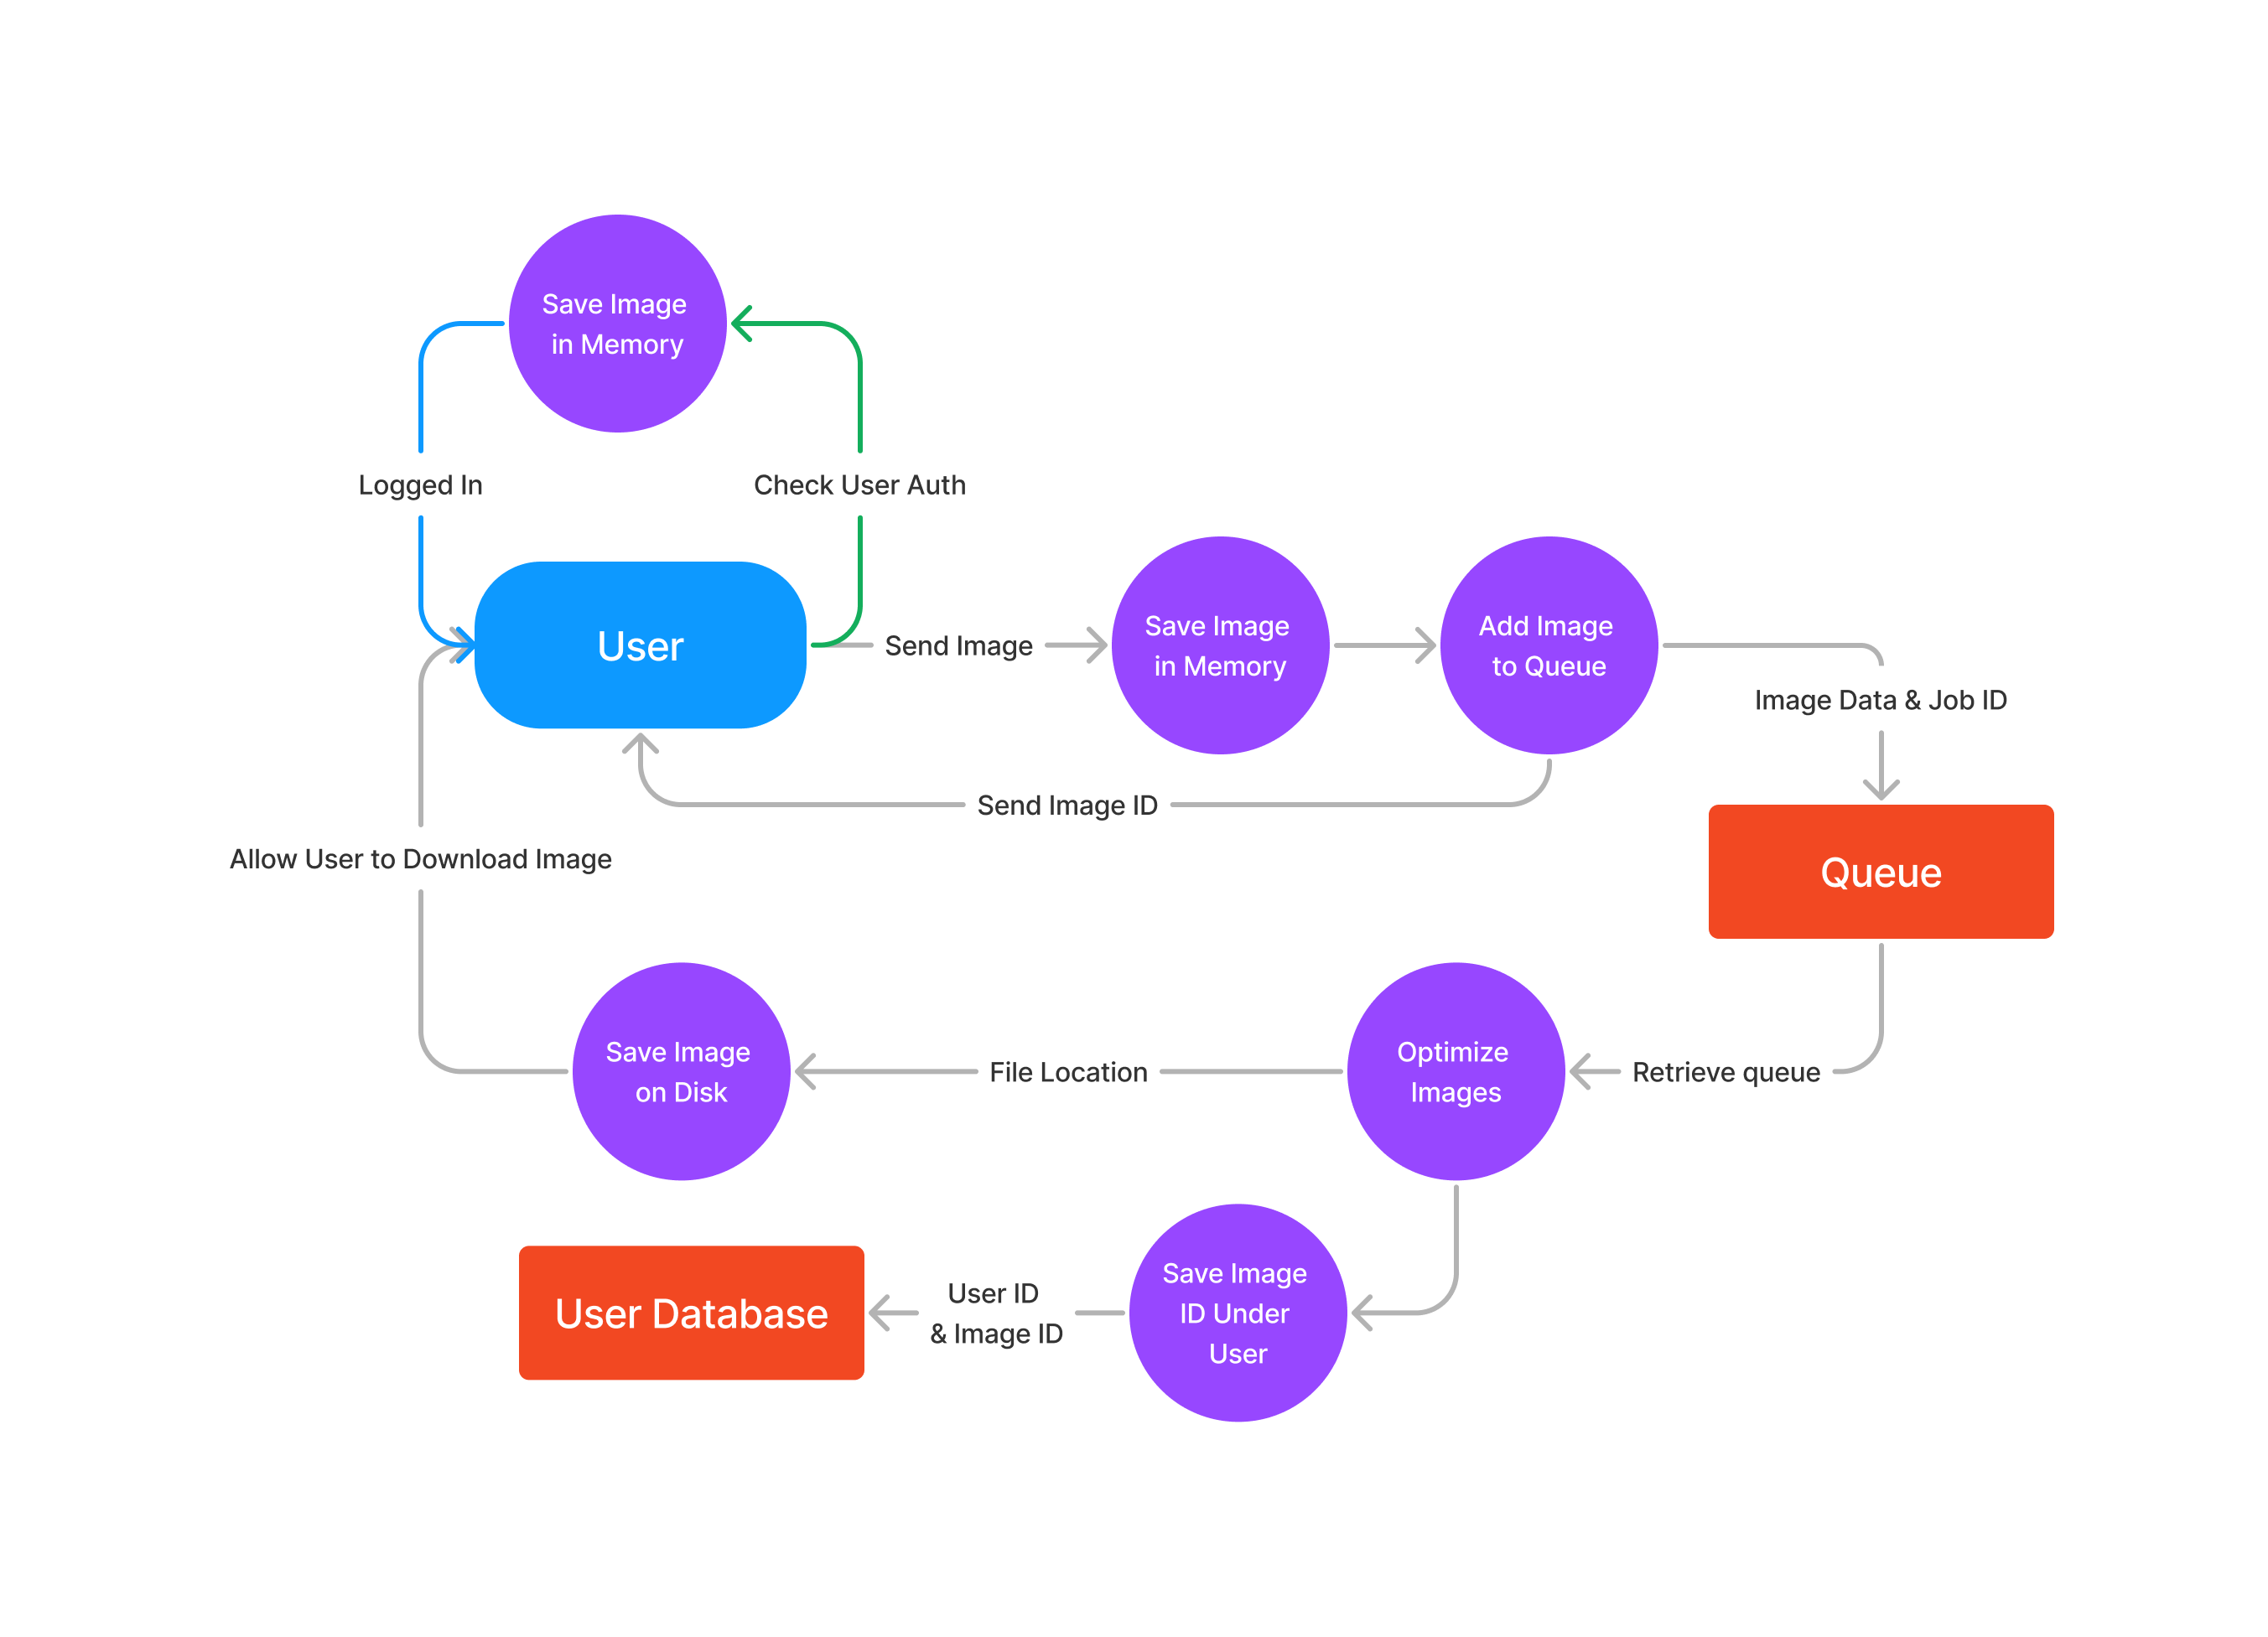 Save Image
in Memory
Logged In
Check User Auth
User
Send Image
Save Image
in Memory
Add Image
to Queue
Image Data & Job ID
Send Image ID
Allow User to Download Image
Queue
Save Image
on Disk
File Location
Optimize
Images
Retrieve queue
User Database
User ID
& Image ID
Save Image
ID Under
User